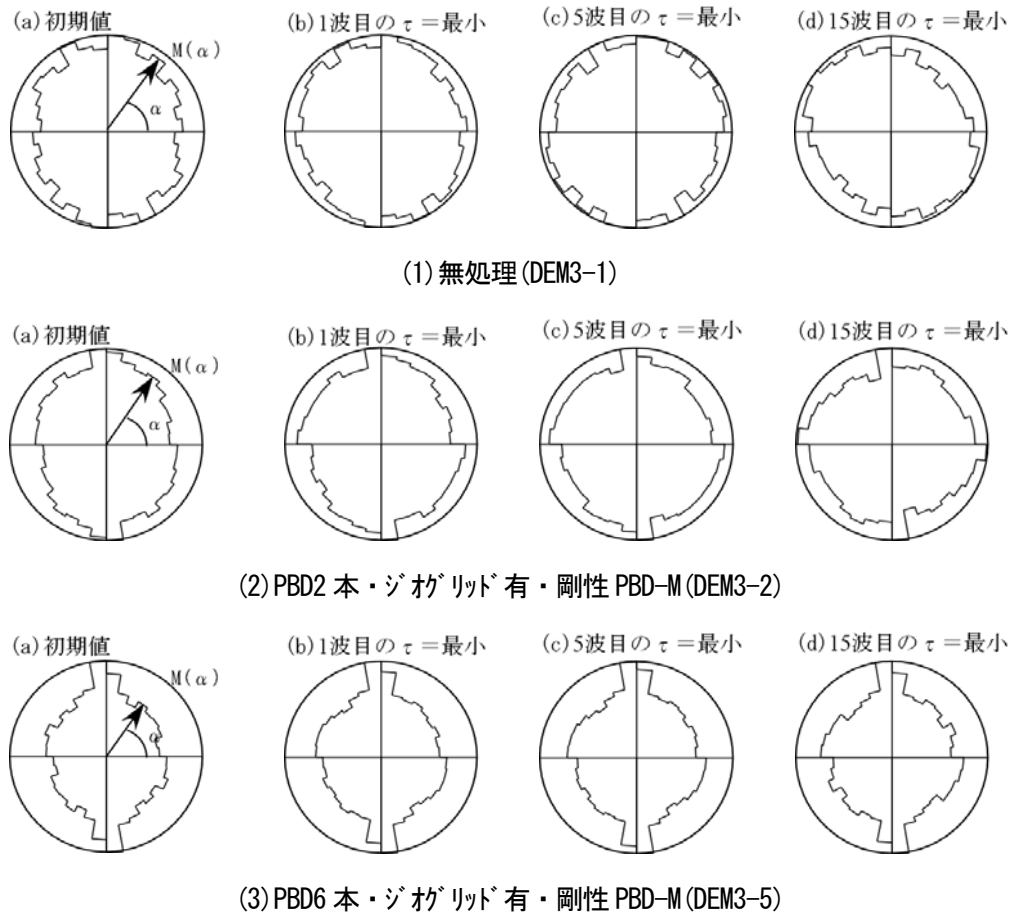 (a)初期値 (b)1波目のτ=最小 (c)5波目のτ=最小 (d)15波目のτ=最小
M(α)
α
(1)無処理(DEM3-1)
(a)初期値 (b)1波目のτ=最小 (c)5波目のτ=最小 (d)15波目のτ=最小
M(α)
α
(2)PBD2本・ジオグリッド有・剛性PBD-M(DEM3-2)
(a)初期値 (b)1波目のτ=最小 (c)5波目のτ=最小 (d)15波目のτ=最小
M(α)
α
(3)PBD6本・ジオグリッド有・剛性PBD-M(DEM3-5)